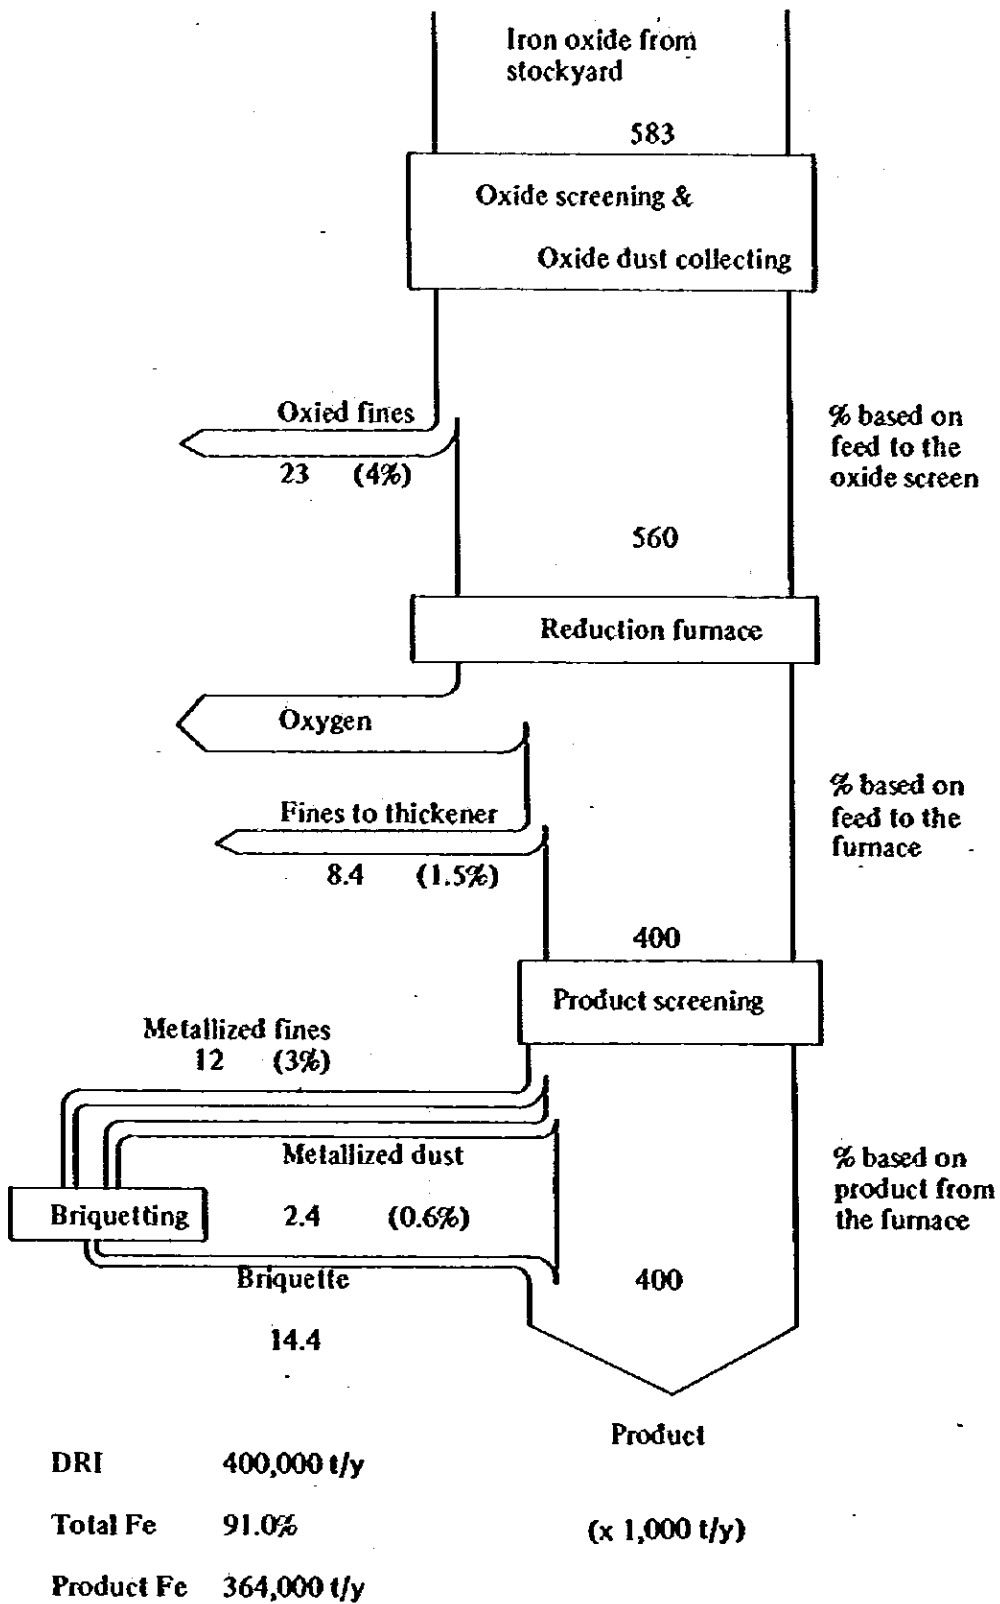 Iron oxide from
stockyard
583
Oxide screening &
Oxide dust collecting
Oxied fines
23 (4%)
% based on
feed to the
oxide screen
560
Reduction furnace
Oxygen
Fines to thickener
8.4 (1.5%)
% based on
feed to the
furnace
400
Product screening
Metallized fines
12 (3%)
Metallized dust
2.4 (0.6%)
Briquetting
% based on
product from
the furnace
Briquette
14.4
400
Product
DRI 400,000 t/y
Total Fe 91.0%
(x 1,000 t/y)
Product Fe 364,000 t/y